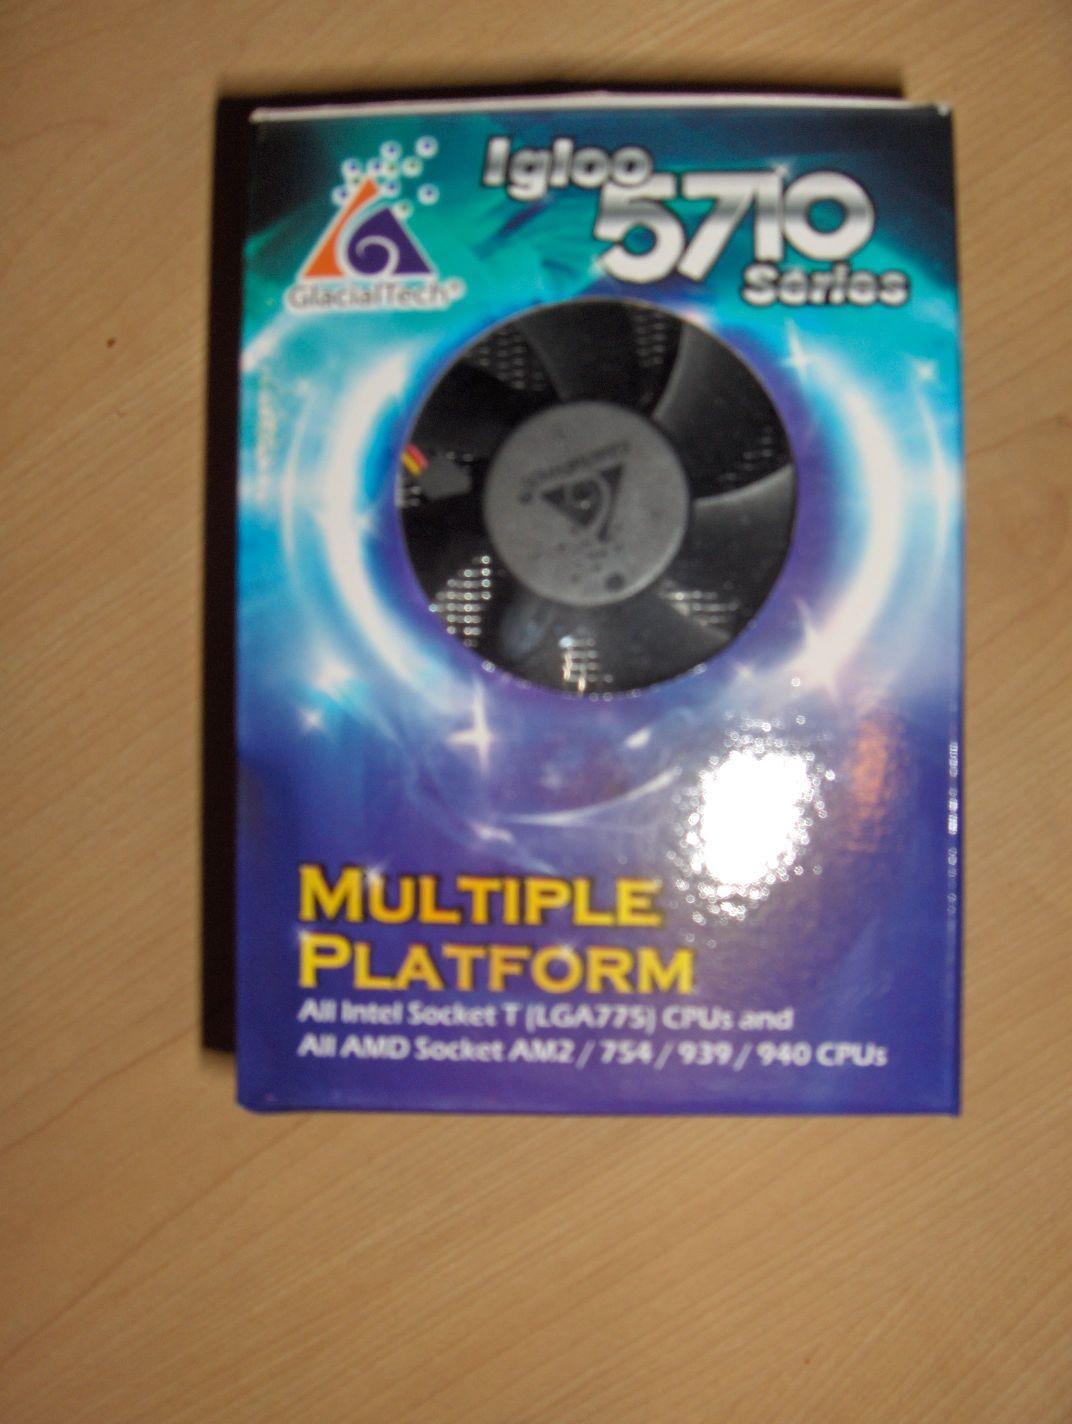 Igloo
5710
Series
GlacialTech®
MULTIPLE
PLATFORM
All Intel Socket T (LGA775) CPUs and
All AMD Socket AM2 / 754 / 939 / 940 CPUs